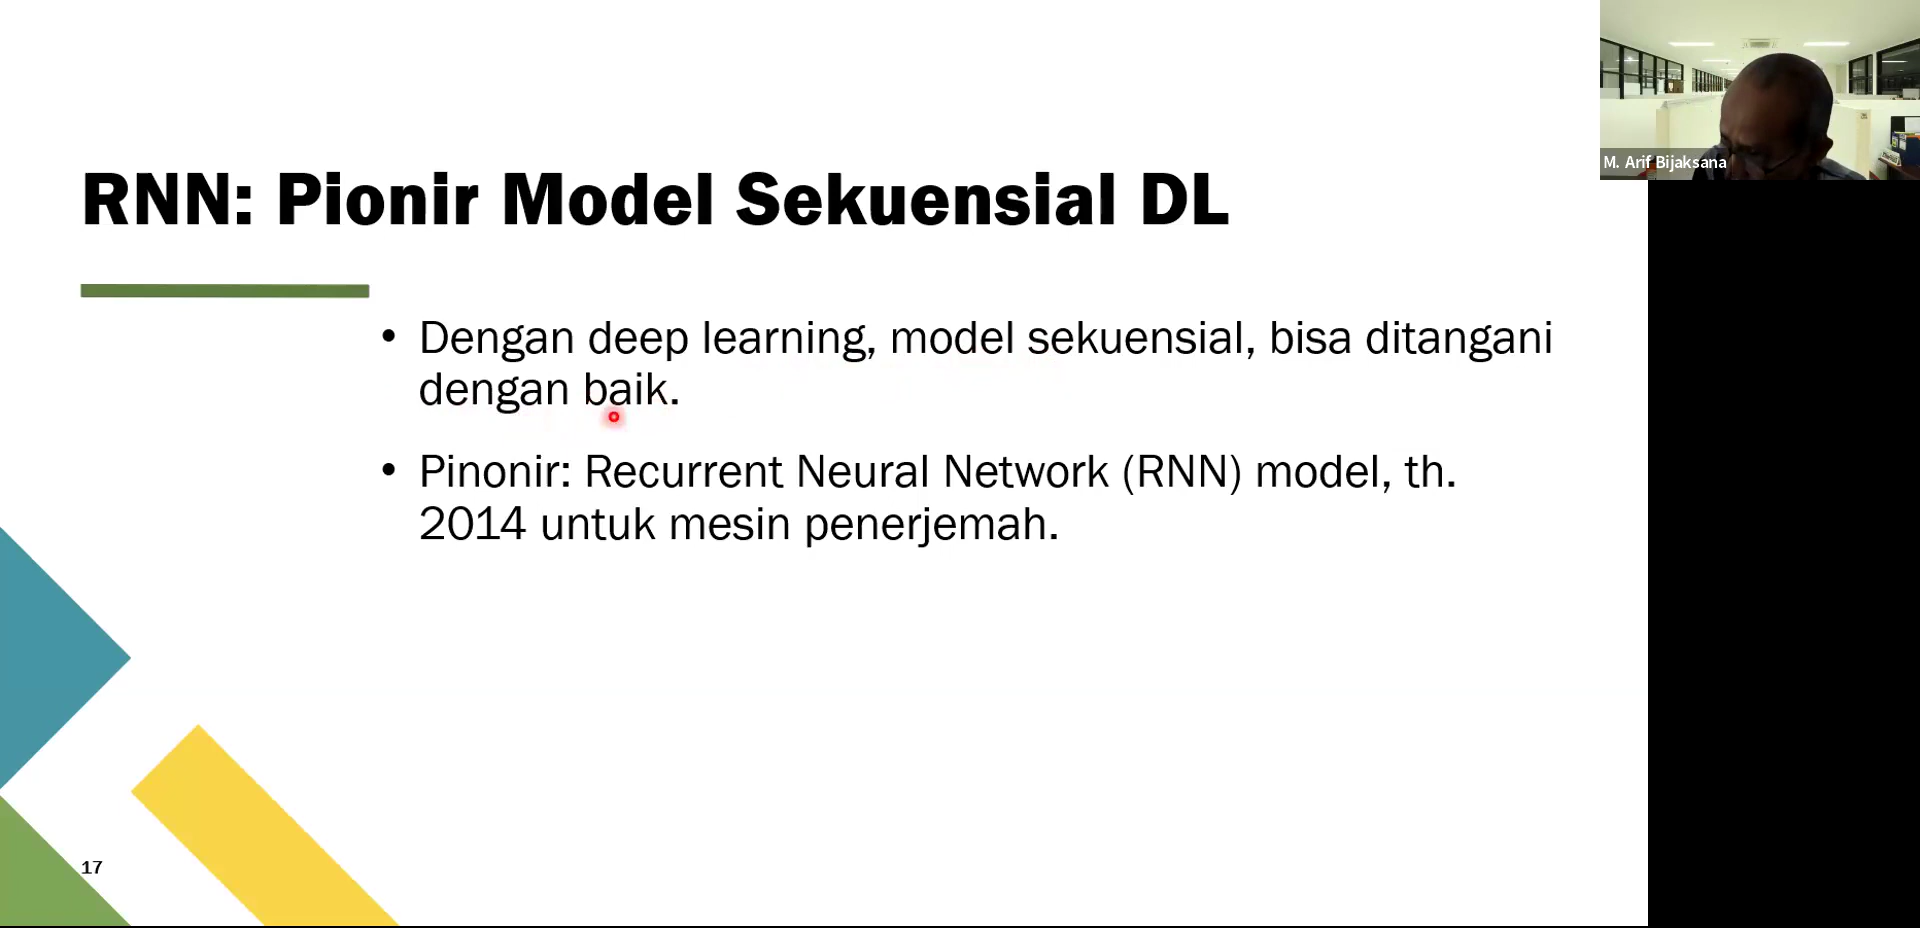 RNN: Pionir Model Sekuensial DL
• Dengan deep learning, model sekuensial, bisa ditangani
dengan baik.
• Pinonir: Recurrent Neural Network (RNN) model, th.
2014 untuk mesin penerjemah.
17
M. Arif Bijaksana